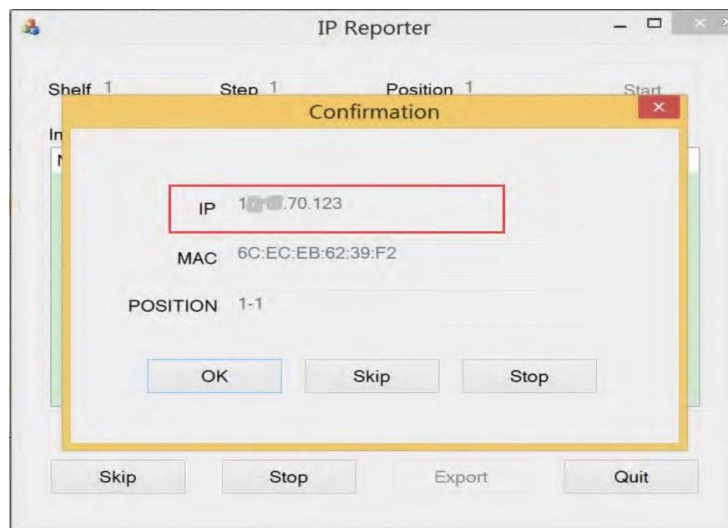 IP Reporter
Shelf 1 Step 1 Position 1 Start
Confirmation
IP .70.123
MAC 6C:EC:EB:62:39:F2
POSITION 1-1
OK Skip Stop
Skip Stop Export Quit